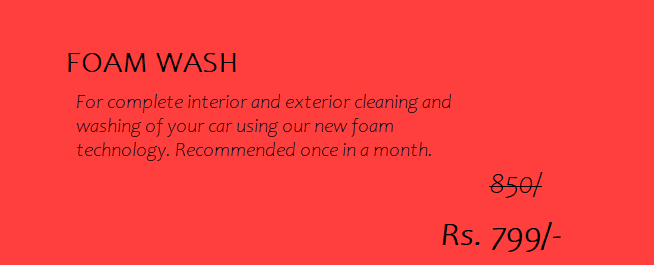 FOAM WASH
For complete interior and exterior cleaning and
washing of your car using our new foam
technology. Recommended once in a month.
850/
Rs. 799/-